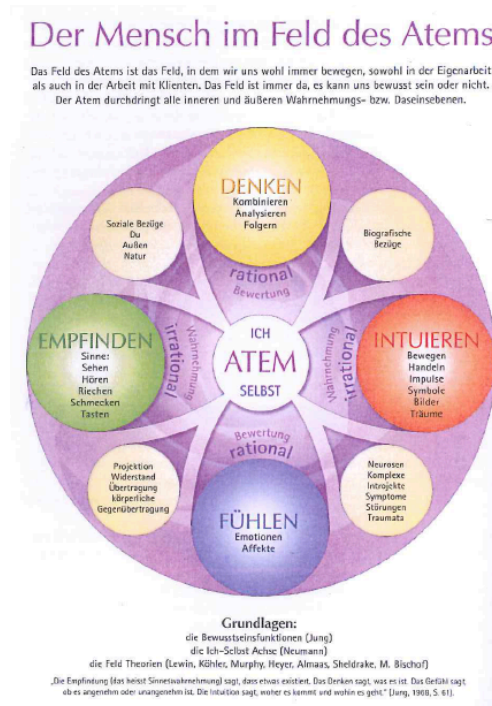 Der Mensch im Feld des Atems
Das Feld des Atems ist das Feld, in dem wir uns wohl immer bewegen, sowohl in der Eigenarbeit
als auch in der Arbeit mit Klienten. Das Feld ist immer da, es kann uns bewusst sein oder nicht.
Der Atem durchdringt alle inneren und äußeren Wahrnehmungs- bzw. Daseinsebenen.
DENKEN
Kombinieren
Analysieren
Folgern
Soziale Bezüge
Du
Außen
Natur
Biografische
Bezüge
rational
Bewertung
EMPFINDEN
Sinne:
Sehen
Hören
Riechen
Schmecken
Tasten
irrational
Wahrnehmung
ICH
ATEM
SELBST
Wahrnehmung
irrational
INTUIEREN
Bewegen
Handeln
Impulse
Symbole
Bilder
Träume
Bewertung
rational
Projektion
Widerstand
Übertragung
körperliche
Gegenübertragung
Neurosen
Komplexe
Introjekte
Symptome
Störungen
Traumata
FÜHLEN
Emotionen
Affekte
Grundlagen:
die Bewusstseinsfunktionen (Jung)
die Ich-Selbst Achse (Neumann)
die Feld Theorien (Lewin, Köhler, Murphy, Heyer, Almaas, Sheldrake, M. Bischof)
„Die Empfindung (das heisst Sinneswahrnehmung) sagt, dass etwas existiert. Das Denken sagt, was es ist. Das Gefühl sagt,
ob es angenehm oder unangenehm ist. Die Intuition sagt, woher es kommt und wohin es geht.“ (Jung, 1968, S. 61).